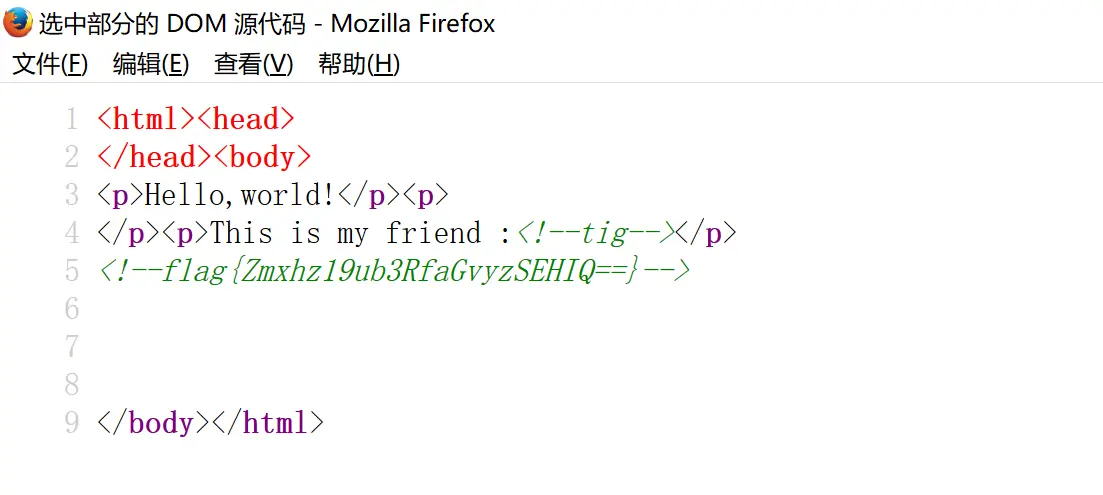 选中部分的 DOM 源代码 - Mozilla Firefox
文件(F) 编辑(E) 查看(V) 帮助(H)
1 <html><head>
2 </head><body>
3 <p>Hello,world!</p><p>
4 </p><p>This is my friend :<!--tig--></p>
5 <!--flag{Zmxhz19ub3RfaGvyzSEHIQ==}-->
6
7
8
9 </body></html>